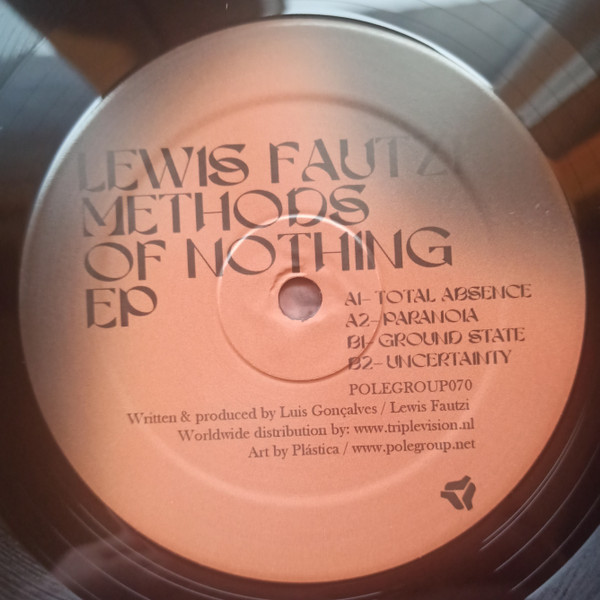 LEWIS FAUTZI
METHODS
OF NOTHING
EP
A1- TOTAL ABSENCE
A2- PARANOIA
B1- GROUND STATE
B2- UNCERTAINTY
POLEGROUP070
Written & produced by Luis Gonçalves / Lewis Fautzi
Worldwide distribution by: www.triplevision.nl
Art by Plástica / www.polegroup.net